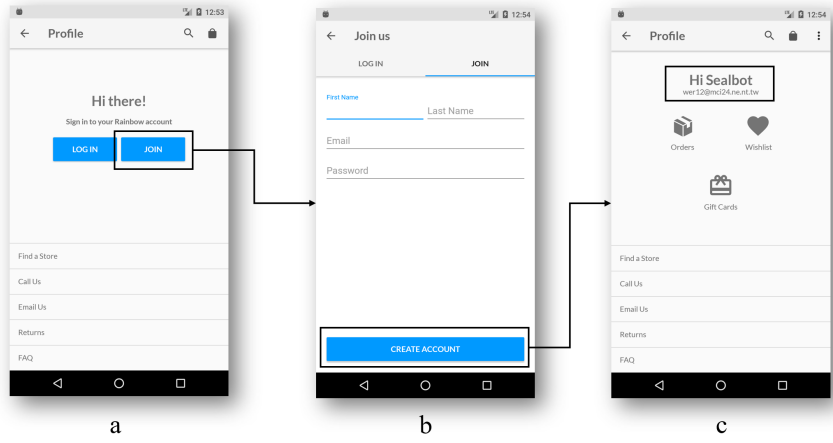 12:53
Profile
Hi there!
Sign in to your Rainbow account
LOG IN
JOIN
Find a Store
Call Us
Email Us
Returns
FAQ
a
12:54
Join us
LOG IN
JOIN
First Name
Last Name
Email
Password
CREATE ACCOUNT
b
12:54
Profile
Hi Sealbot
wer12@mci24.ne.nt.tw
Orders
Wishlist
Gift Cards
Find a Store
Call Us
Email Us
Returns
FAQ
c